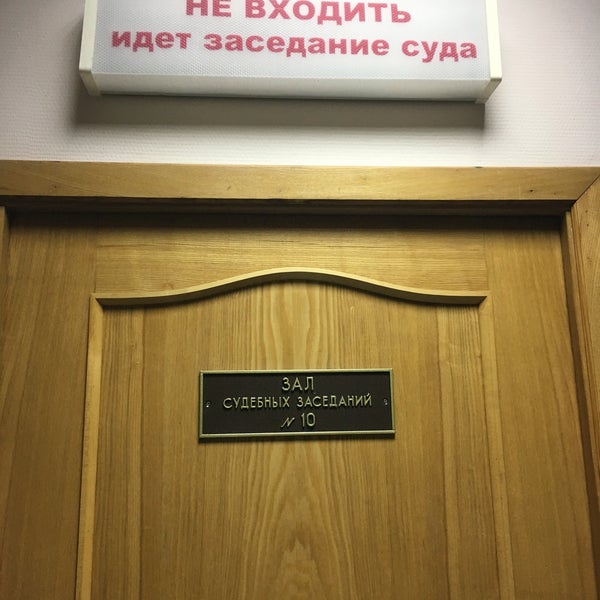 НЕ ВХОДИТЬ
идет заседание суда
ЗАЛ
СУДЕБНЫХ ЗАСЕДАНИЙ
№ 10